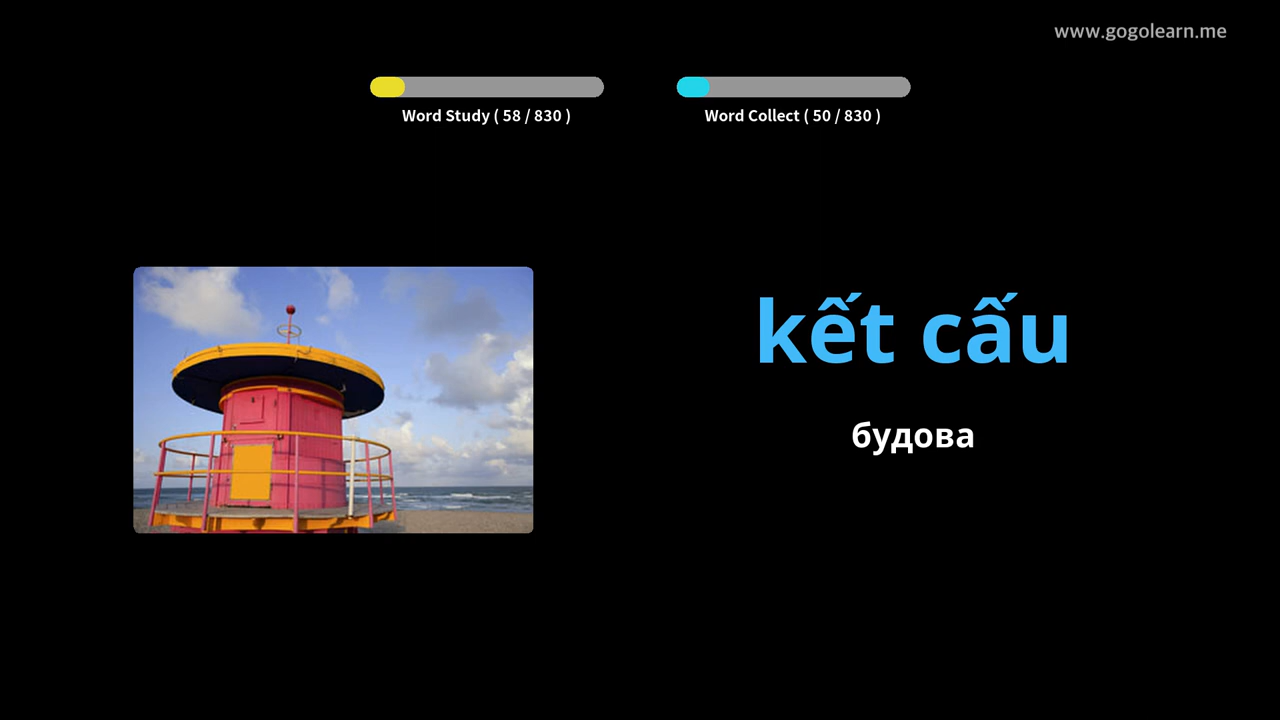 www.gogolearn.me
Word Study ( 58 / 830 )
Word Collect ( 50 / 830 )
kết cấu
будова